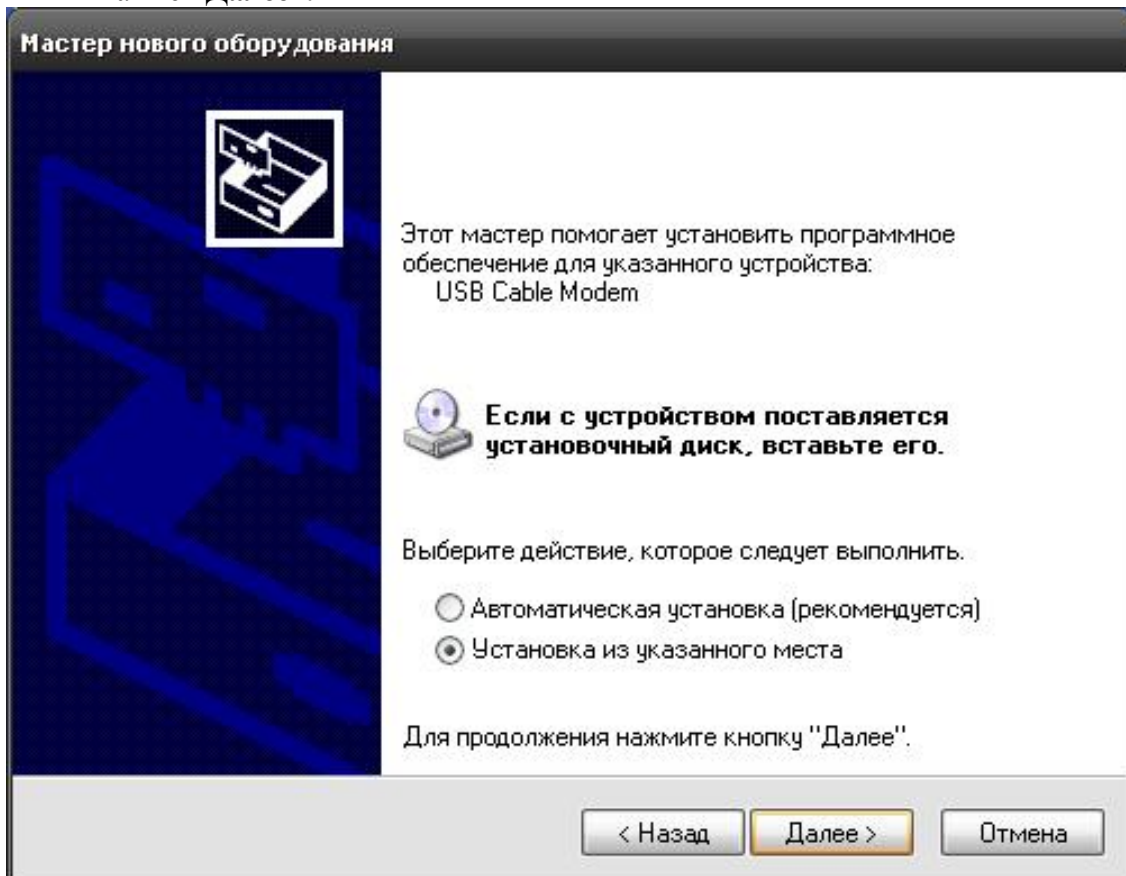 Мастер нового оборудования
Этот мастер помогает установить программное
обеспечение для указанного устройства:
USB Cable Modem
Если с устройством поставляется
установочный диск, вставьте его.
Выберите действие, которое следует выполнить.
Автоматическая установка (рекомендуется)
Установка из указанного места
Для продолжения нажмите кнопку "Далее".
< Назад Далее > Отмена